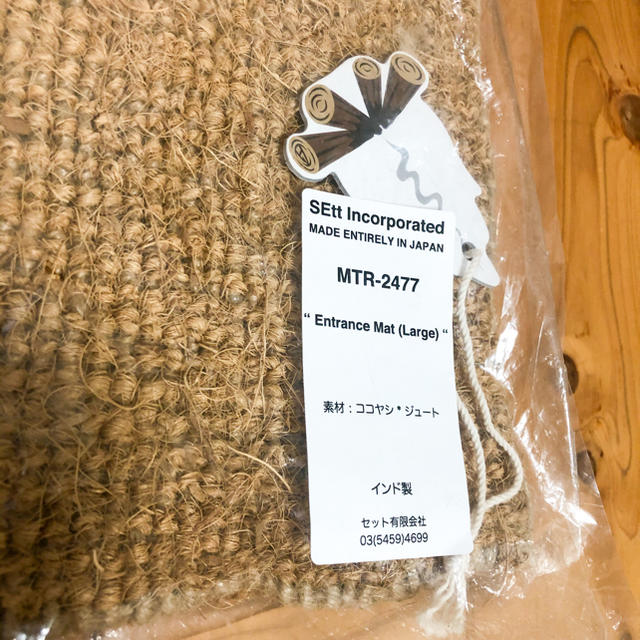 SEtt Incorporated
MADE ENTIRELY IN JAPAN
MTR-2477
“ Entrance Mat (Large) “
素材：ココヤシ*ジュート
インド製
セット有限会社
03(5459)4699